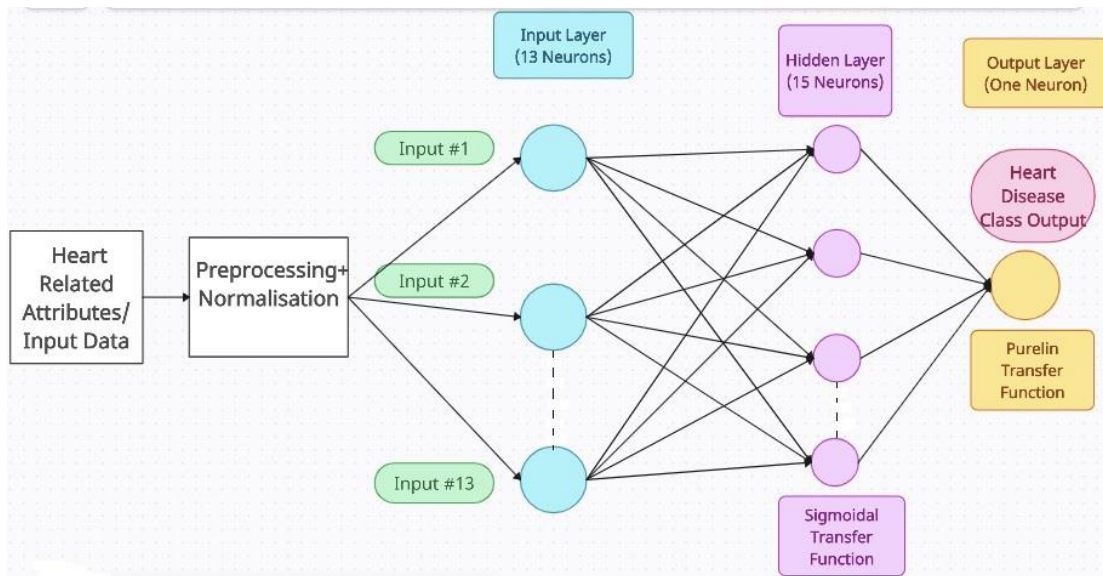 Input Layer
(13 Neurons)
Hidden Layer
(15 Neurons)
Output Layer
(One Neuron)
Input #1
Heart
Disease
Class Output
Heart
Related
Attributes/
Input Data
Preprocessing+
Normalisation
Input #2
Purelin
Transfer
Function
Input #13
Sigmoidal
Transfer
Function